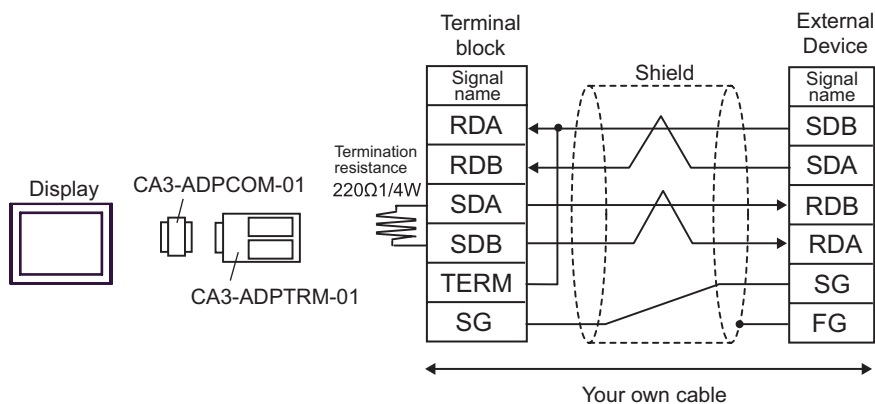 Terminal
block
External
Device
Signal
name
Shield
Signal
name
RDA
SDB
Termination
resistance
220Ω1/4W
RDB
SDA
Display
CA3-ADPCOM-01
SDA
RDB
SDB
RDA
CA3-ADPTRM-01
TERM
SG
SG
FG
Your own cable